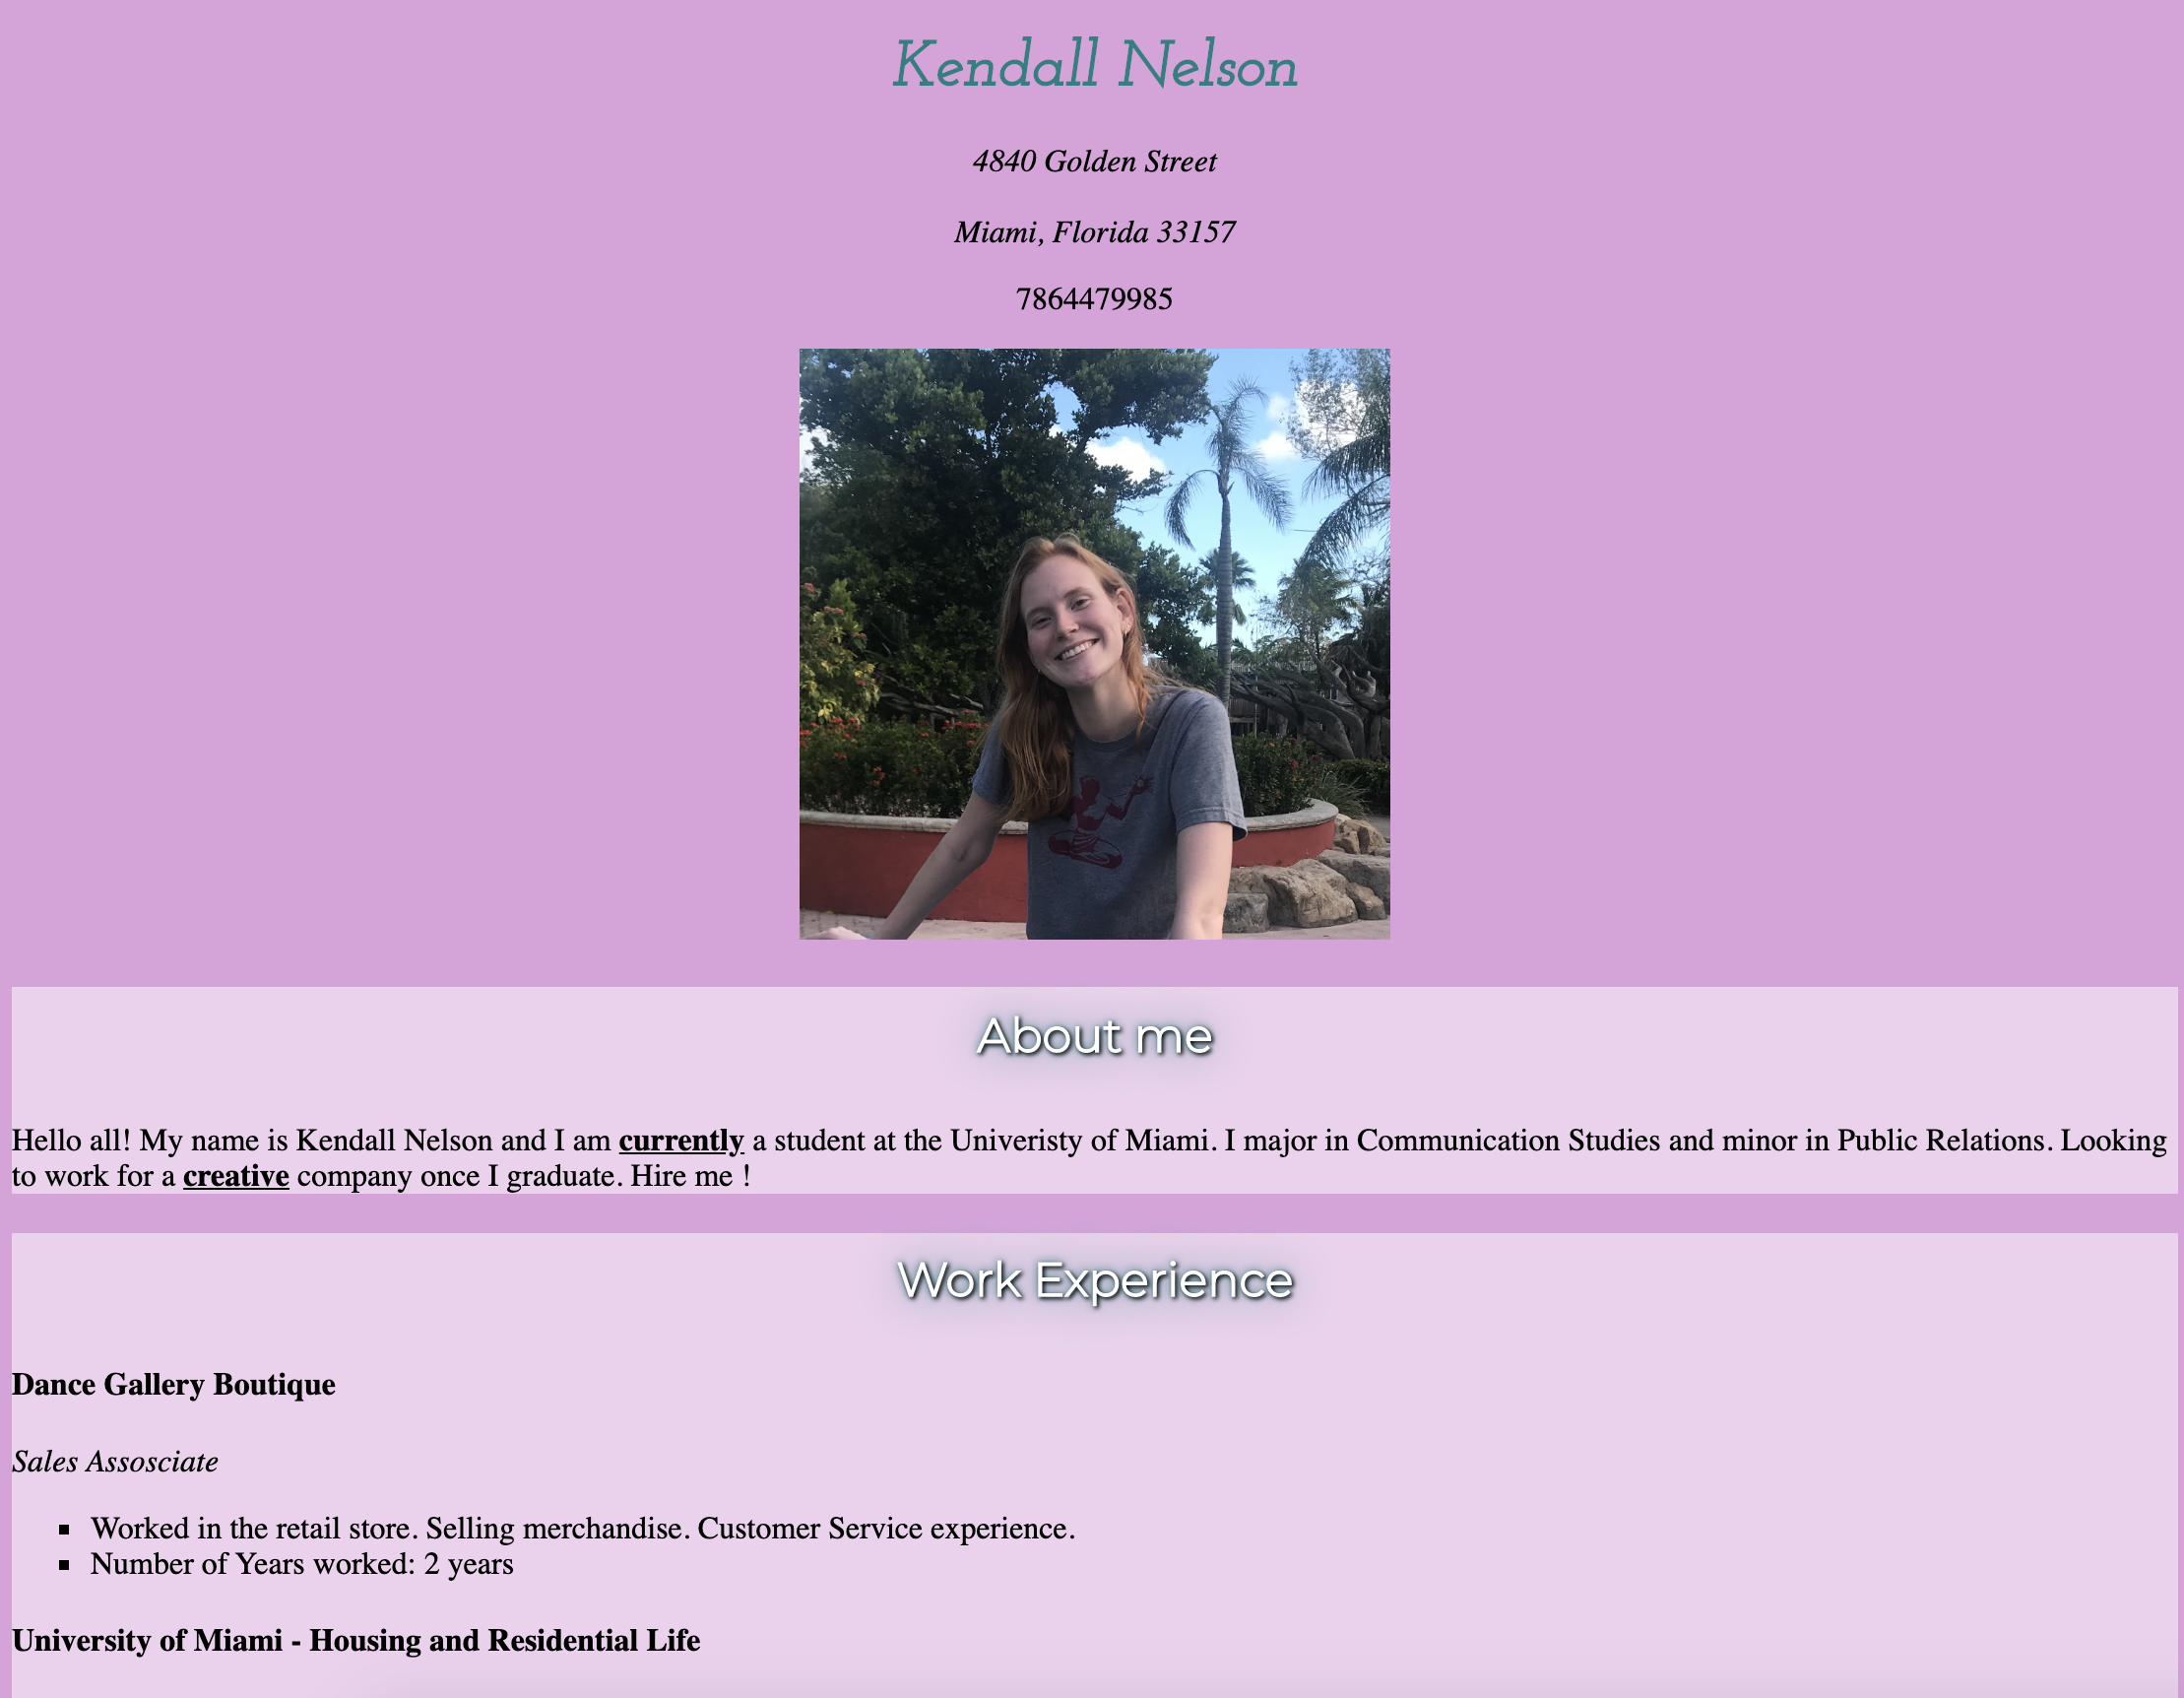 Kendall Nelson
4840 Golden Street
Miami, Florida 33157
7864479985
About me
Hello all! My name is Kendall Nelson and I am currently a student at the Univeristy of Miami. I major in Communication Studies and minor in Public Relations. Looking
to work for a creative company once I graduate. Hire me !
Work Experience
Dance Gallery Boutique
Sales Assosciate
Worked in the retail store. Selling merchandise. Customer Service experience.
Number of Years worked: 2 years
University of Miami - Housing and Residential Life